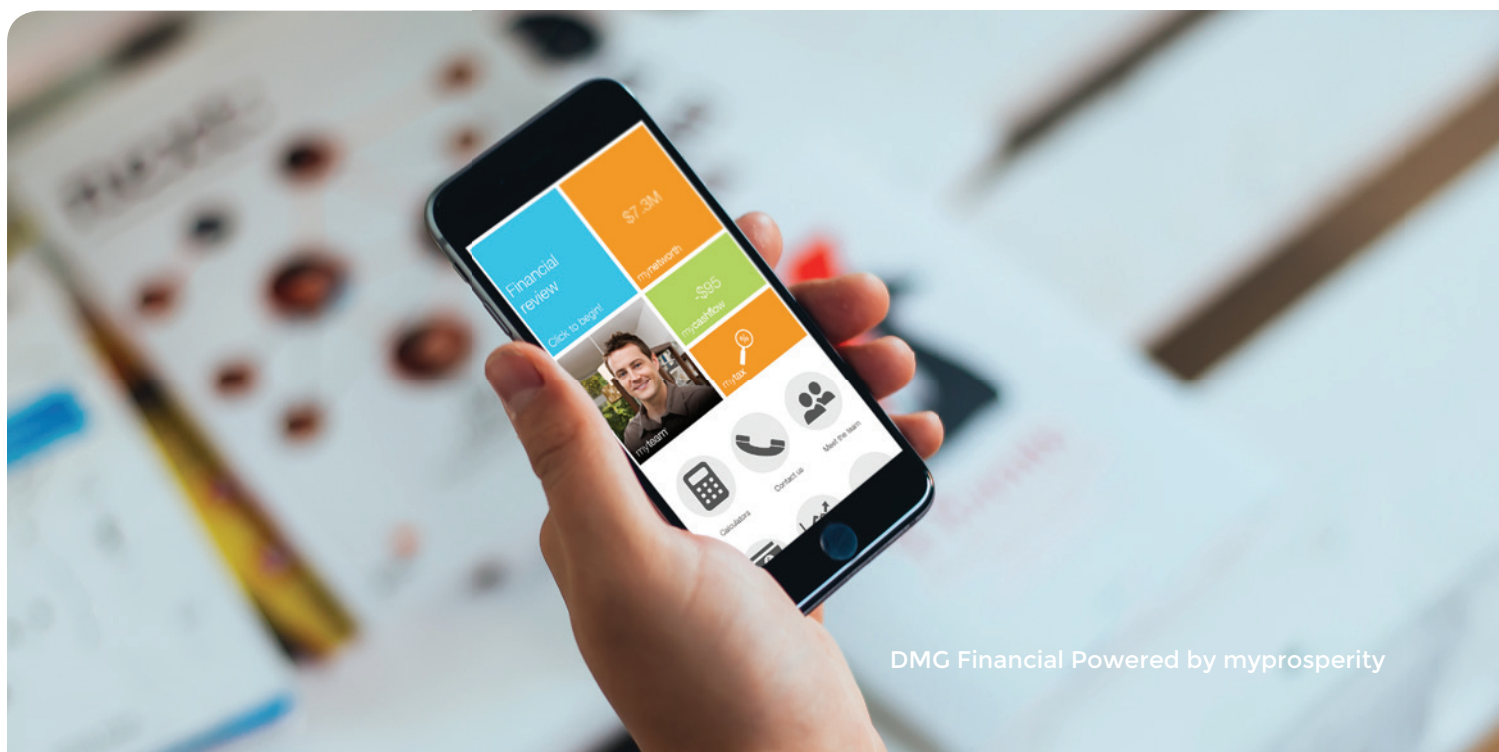 Financial
review
Click to begin!
$7.3M
mynetworth
-$95
mycashflow
mytax
myteam
Calculators
Contact us
Meet the team
DMG Financial Powered by myprosperity